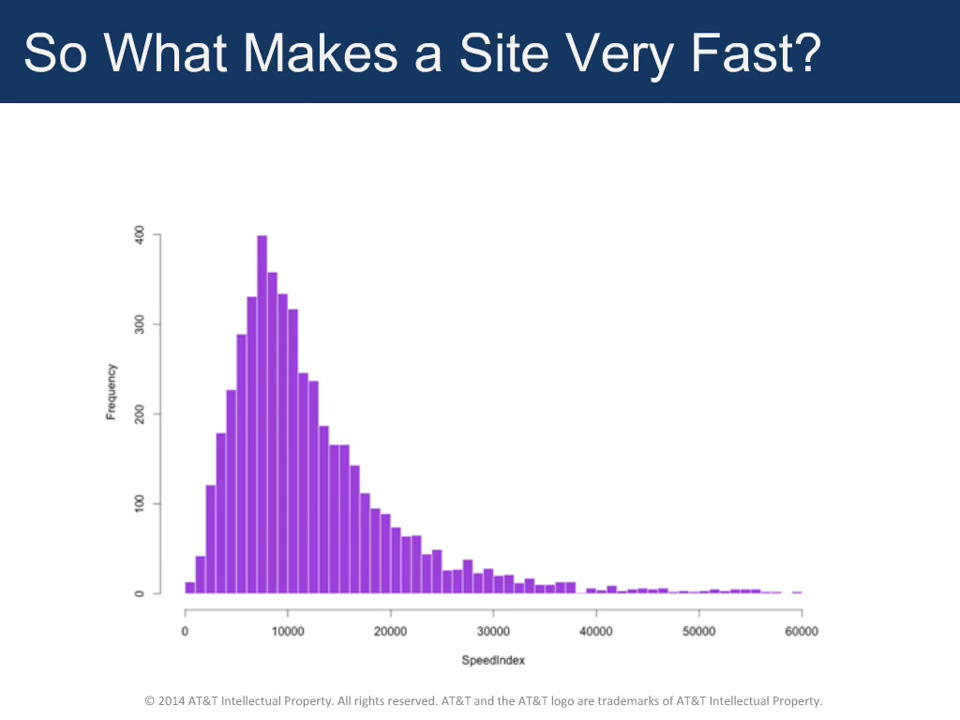 So What Makes a Site Very Fast?
400
300
200
100
0
Frequency
0 10000 20000 30000 40000 50000 60000
SpeedIndex
© 2014 AT&T Intellectual Property. All rights reserved. AT&T and the AT&T logo are trademarks of AT&T Intellectual Property.